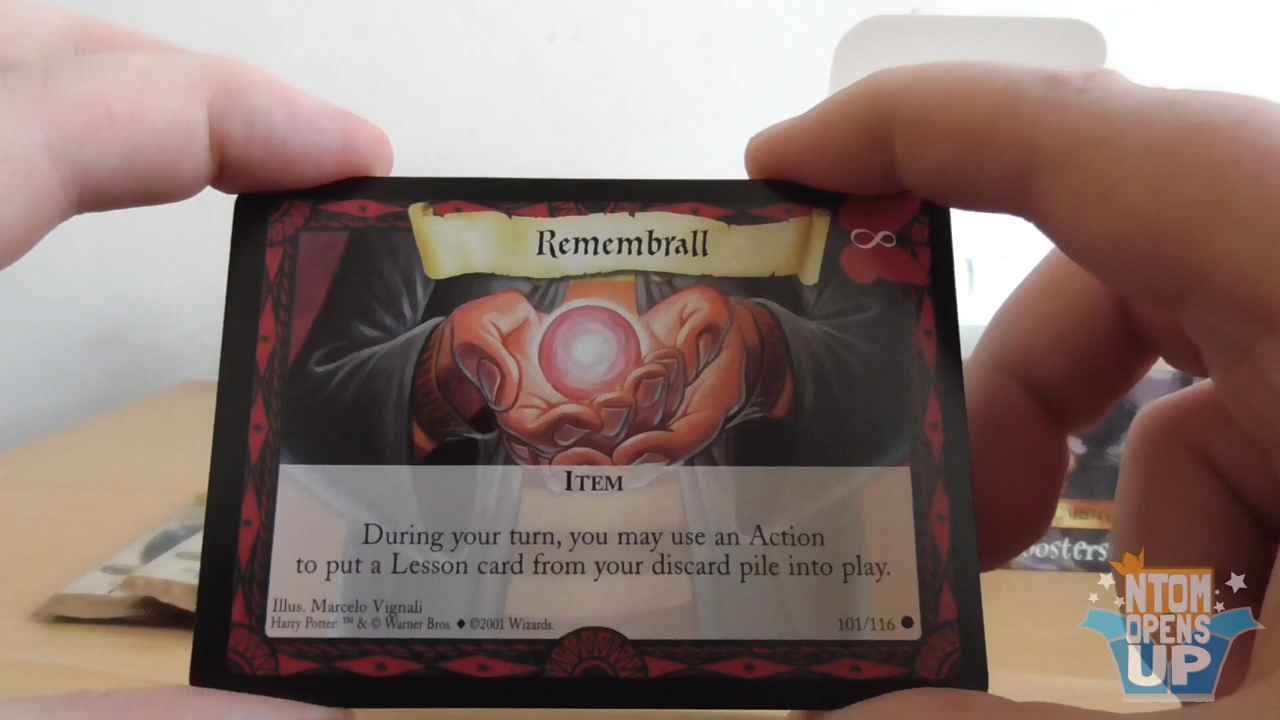 Remembrall
∞
ITEM
During your turn, you may use an Action
to put a Lesson card from your discard pile into play.
Illus. Marcelo Vignali
Harry Potter ™ & © Warner Bros. ♦ ©2001 Wizards.
101/116 ●
NTOM
OPENS
UP